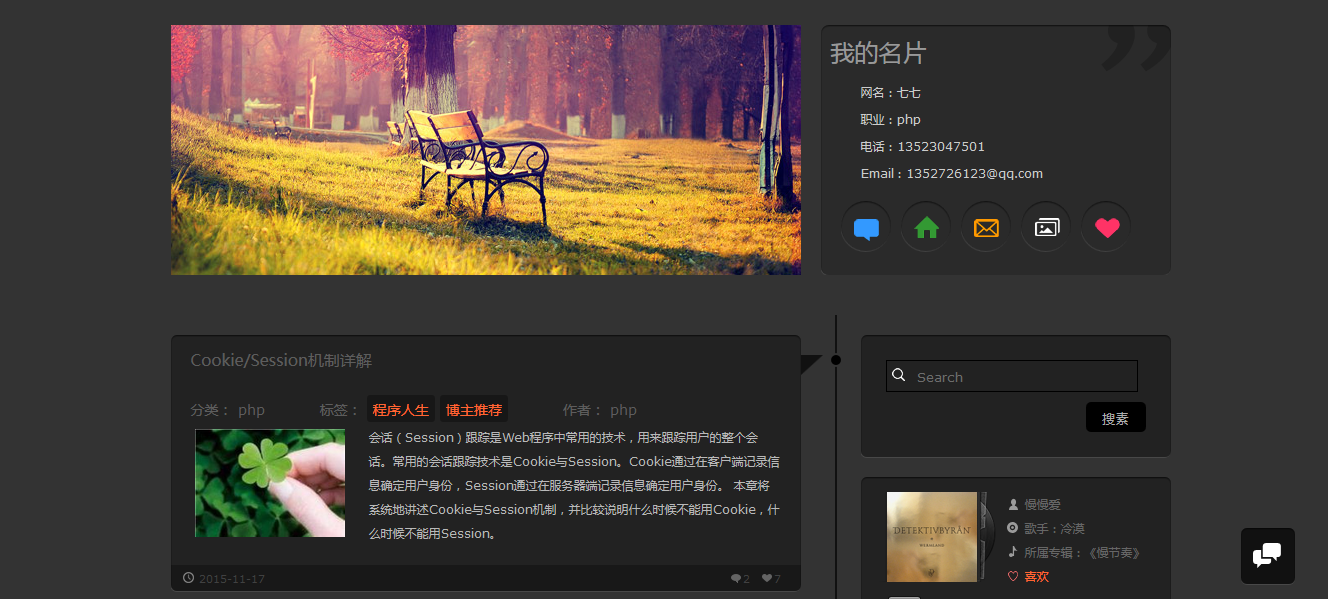 我的名片
网名：七七
职业：php
电话：13523047501
Email：1352726123@qq.com
Cookie/Session机制详解
分类： php 标签： 程序人生 博主推荐 作者： php
会话（Session）跟踪是Web程序中常用的技术，用来跟踪用户的整个会
话。常用的会话跟踪技术是Cookie与Session。Cookie通过在客户端记录信
息确定用户身份，Session通过在服务器端记录信息确定用户身份。 本章将
系统地讲述Cookie与Session机制，并比较说明什么时候不能用Cookie，什
么时候不能用Session。
2015-11-17 2 7
Search
搜素
DETEKTIVBYRÅN
慢慢爱
歌手：冷漠
所属专辑：《慢节奏》
喜欢